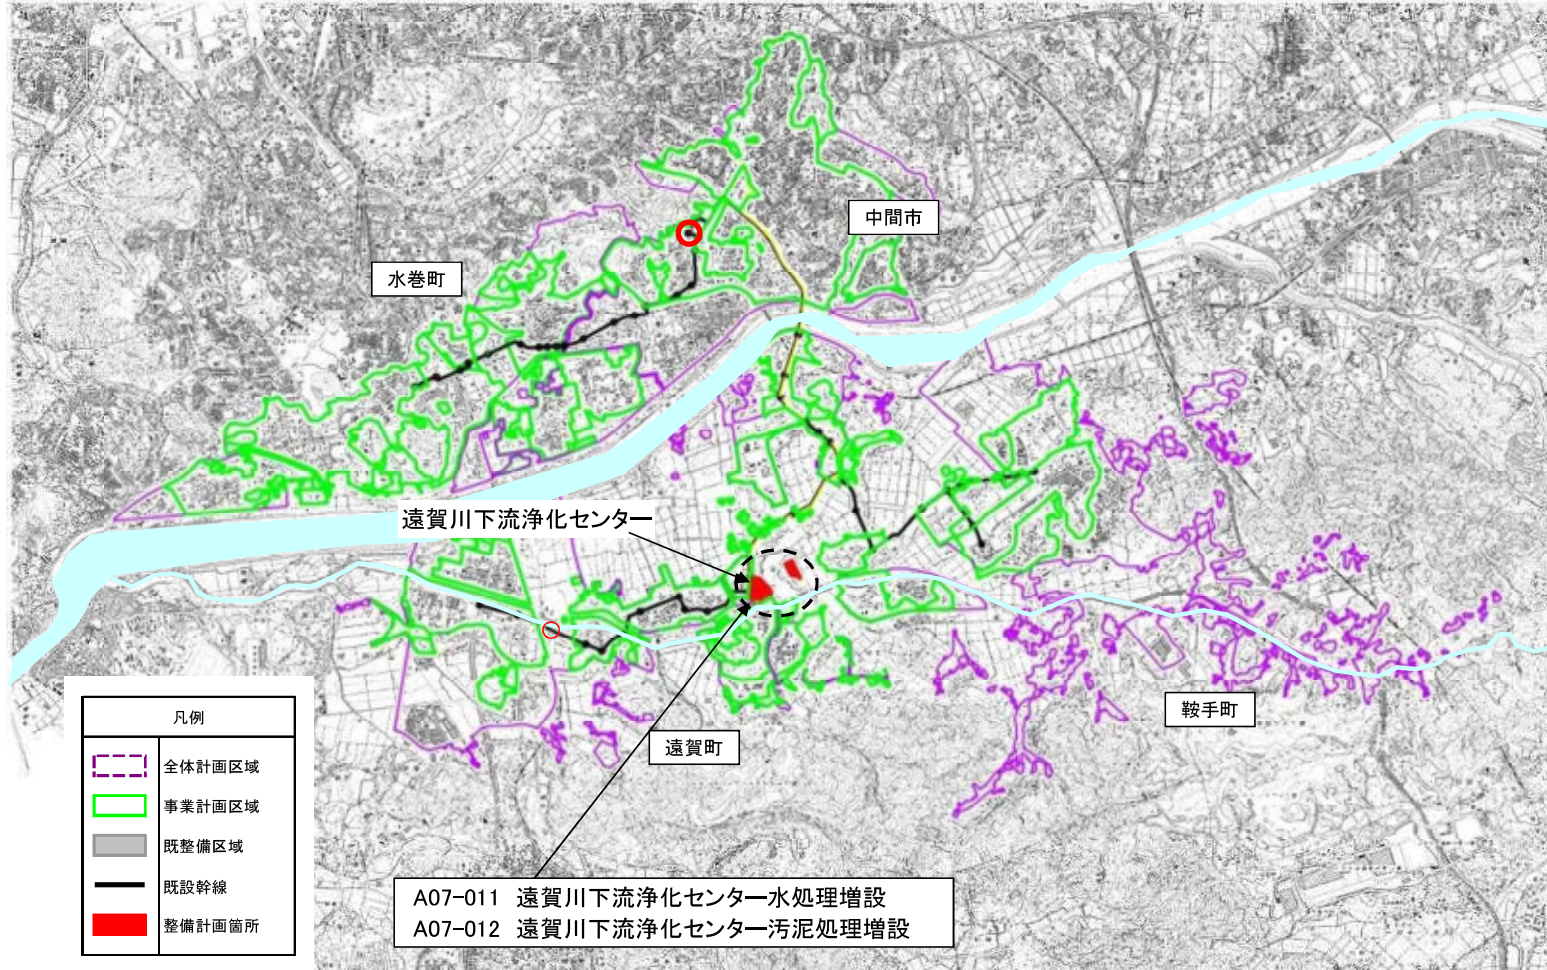 中間市
水巻町
遠賀川下流浄化センター
鞍手町
遠賀町
凡例
全体計画区域
事業計画区域
既整備区域
既設幹線
整備計画箇所
A07-011 遠賀川下流浄化センター水処理増設
A07-012 遠賀川下流浄化センター汚泥処理増設